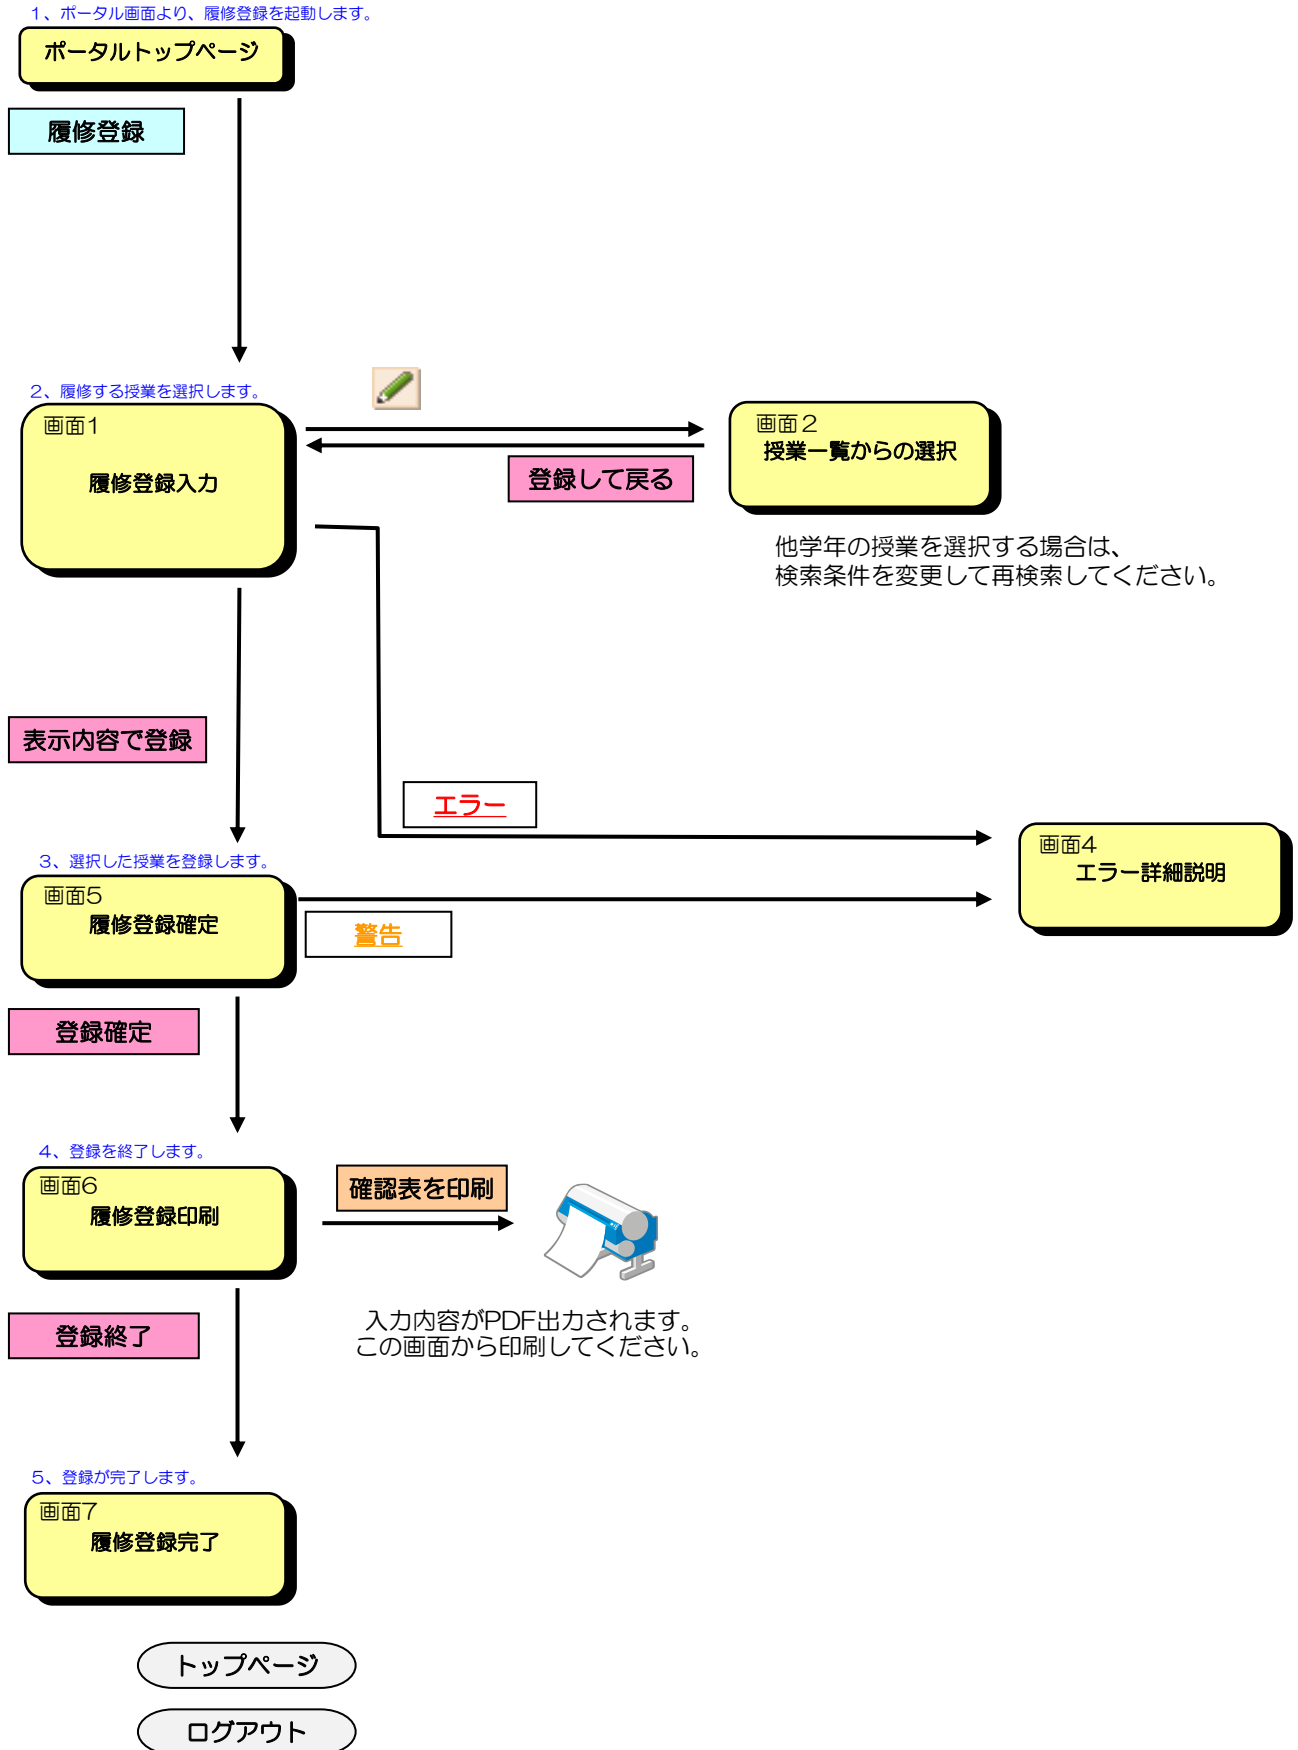 １、ポータル画面より、履修登録を起動します。
ポータルトップページ
履修登録
２、履修する授業を選択します。
画面１
履修登録入力
画面２
授業一覧からの選択
登録して戻る
他学年の授業を選択する場合は、
検索条件を変更して再検索してください。
表示内容で登録
エラー
画面４
エラー詳細説明
３、選択した授業を登録します。
画面５
履修登録確定
警告
登録確定
４、登録を終了します。
画面６
履修登録印刷
確認表を印刷
入力内容がPDF出力されます。
この画面から印刷してください。
登録終了
５、登録が完了します。
画面７
履修登録完了
トップページ
ログアウト